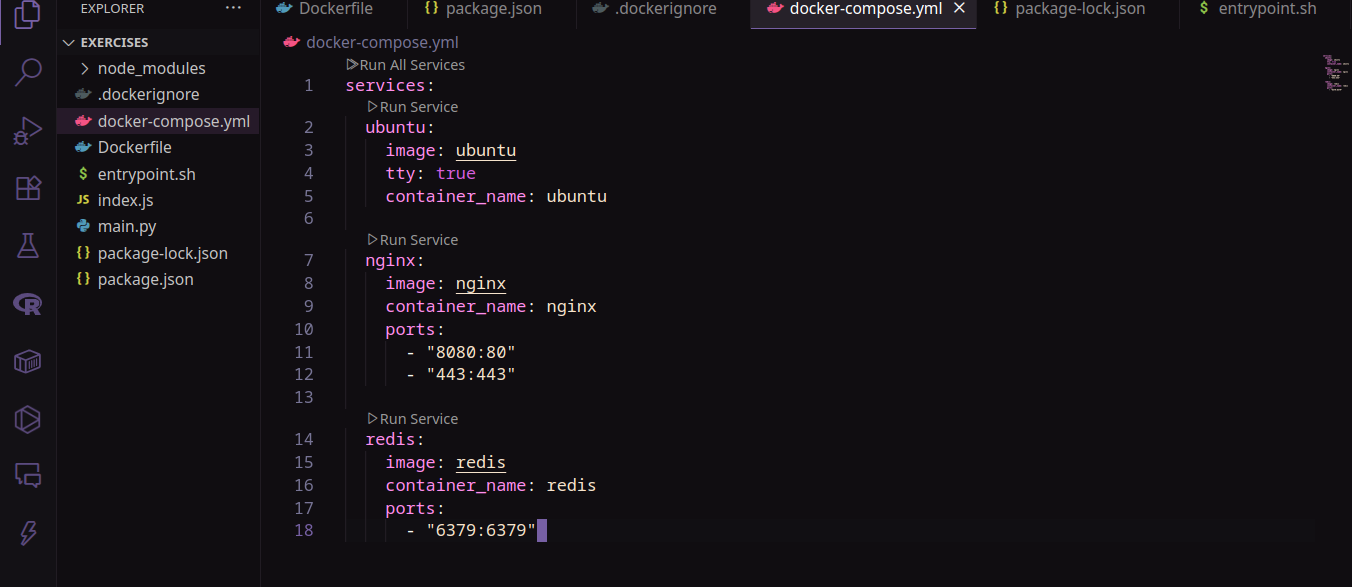 EXPLORER ...
EXERCISES
node_modules
.dockerignore
docker-compose.yml
Dockerfile
$ entrypoint.sh
JS index.js
main.py
{} package-lock.json
{} package.json
Dockerfile {} package.json .dockerignore docker-compose.yml × {} package-lock.json $ entrypoint.sh
docker-compose.yml
Run All Services
1 services:
Run Service
2 ubuntu:
3 image: ubuntu
4 tty: true
5 container_name: ubuntu
6
Run Service
7 nginx:
8 image: nginx
9 container_name: nginx
10 ports:
11 - "8080:80"
12 - "443:443"
13
Run Service
14 redis:
15 image: redis
16 container_name: redis
17 ports:
18 - "6379:6379"